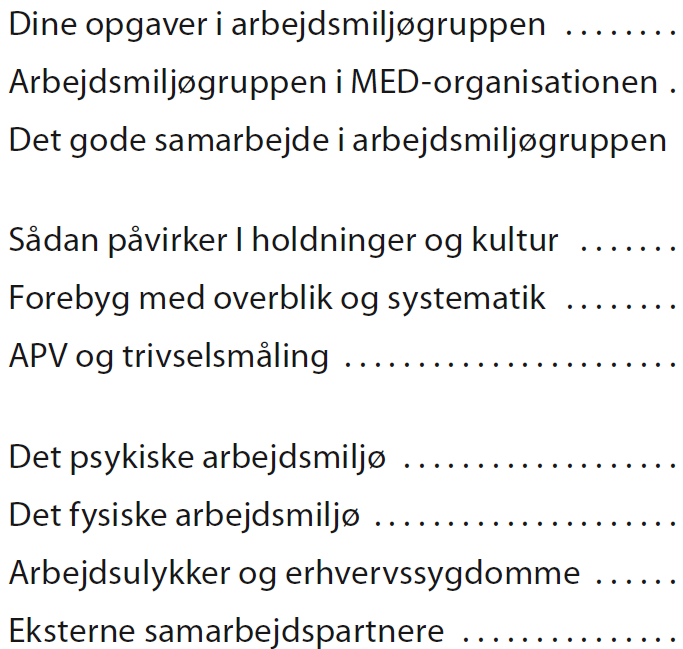 Dine opgaver i arbejdsmiljøgruppen . . . . . . . .
Arbejdsmiljøgruppen i MED-organisationen .
Det gode samarbejde i arbejdsmiljøgruppen
Sådan påvirker I holdninger og kultur . . . . . . .
Forebyg med overblik og systematik . . . . . . . .
APV og trivselsmåling . . . . . . . . . . . . . . . . . . . . . . .
Det psykiske arbejdsmiljø . . . . . . . . . . . . . . . . . . .
Det fysiske arbejdsmiljø . . . . . . . . . . . . . . . . . . . . .
Arbejdsulykker og erhvervssygdomme . . . . . .
Eksterne samarbejdspartnere . . . . . . . . . . . . . . .